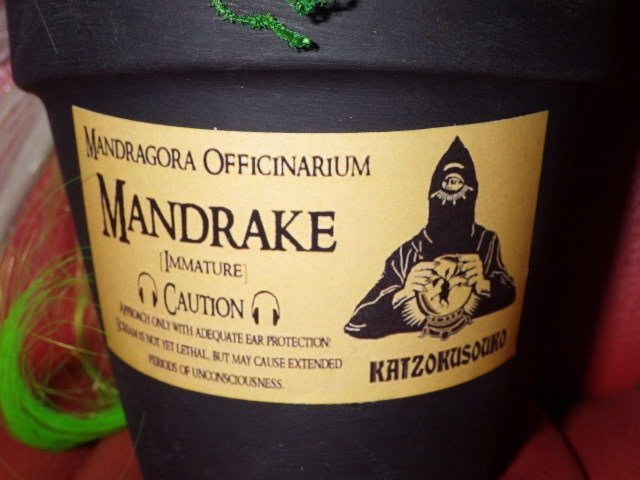 Mandragora Officinarium
Mandrake
[Immature]
Caution
Approach only with adequate ear protection:
Scream is not yet lethal, but may cause extended
periods of unconsciousness.
KATZOKUSOUKO